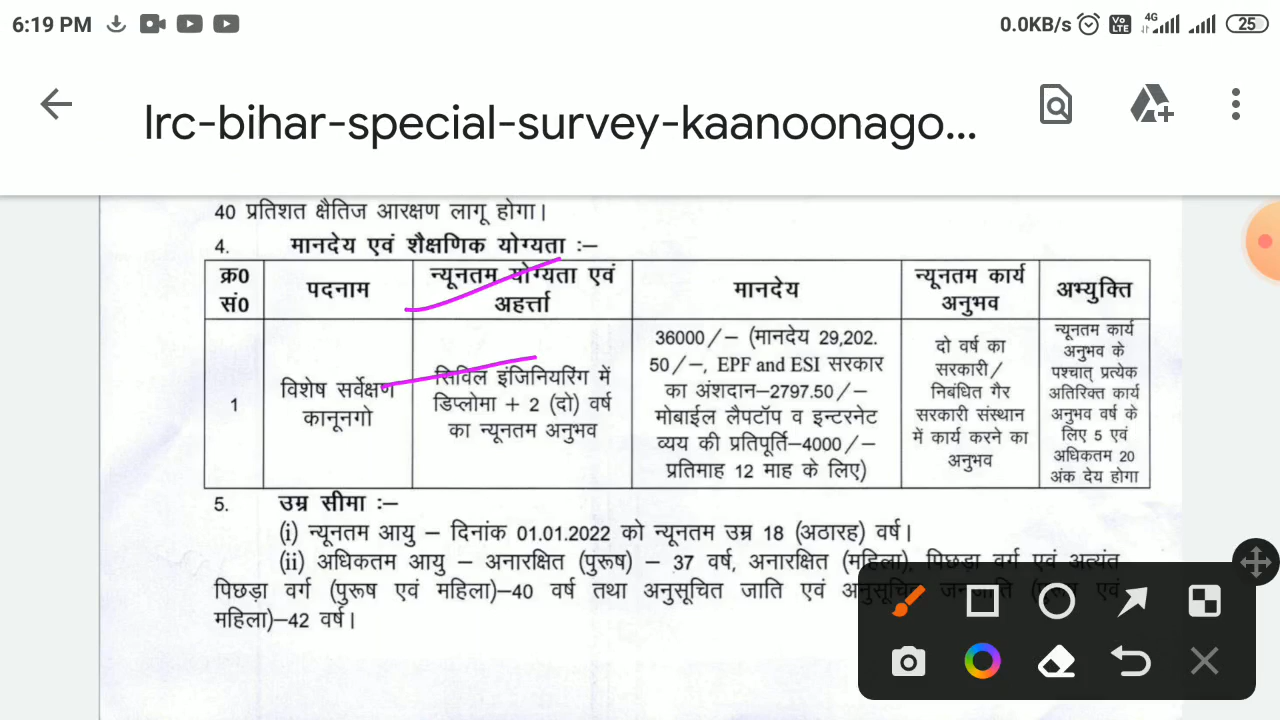 6:19 PM 0.0KB/s Vo LTE 4G 25
lrc-bihar-special-survey-kaanoonago...
40 प्रतिशत क्षैतिज आरक्षण लागू होगा।
4. मानदेय एवं शैक्षणिक योग्यता :–
क्र0 सं0
पदनाम
न्यूनतम योग्यता एवं
अहर्त्ता
मानदेय
न्यूनतम कार्य
अनुभव
अभ्युक्ति
1
विशेष सर्वेक्षण
कानूनगो
सिविल इंजिनियरिंग में
डिप्लोमा + 2 (दो) वर्ष
का न्यूनतम अनुभव
36000/– (मानदेय 29,202.
50/–, EPF and ESI सरकार
का अंशदान–2797.50/–
मोबाईल लैपटॉप व इन्टरनेट
व्यय की प्रतिपूर्ति–4000/–
प्रतिमाह 12 माह के लिए)
दो वर्ष का
सरकारी/
निबंधित गैर
सरकारी संस्थान
में कार्य करने का
अनुभव
न्यूनतम कार्य
अनुभव के
पश्चात् प्रत्येक
अतिरिक्त कार्य
अनुभव वर्ष के
लिए 5 एवं
अधिकतम 20
अंक देय होगा
5. उम्र सीमा :–
(i) न्यूनतम आयु – दिनांक 01.01.2022 को न्यूनतम उम्र 18 (अठारह) वर्ष।
(ii) अधिकतम आयु – अनारक्षित (पुरूष) – 37 वर्ष, अनारक्षित (महिला), पिछड़ा वर्ग एवं अत्यंत
पिछड़ा वर्ग (पुरूष एवं महिला)–40 वर्ष तथा अनुसूचित जाति एवं अनुसूचित जनजाति (पुरूष एवं
महिला)–42 वर्ष।